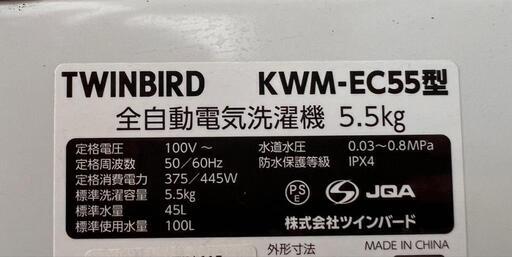 TWINBIRD KWM-EC55型
全自動電気洗濯機 5.5kg
定格電圧 100V～ 水道水圧 0.03～0.8MPa
定格周波数 50/60Hz 防水保護等級 IPX4
定格消費電力 375/445W
標準洗濯容量 5.5kg
標準水量 45L
標準使用水量 100L
PS E JQA
株式会社ツインバード
外形寸法 MADE IN CHINA